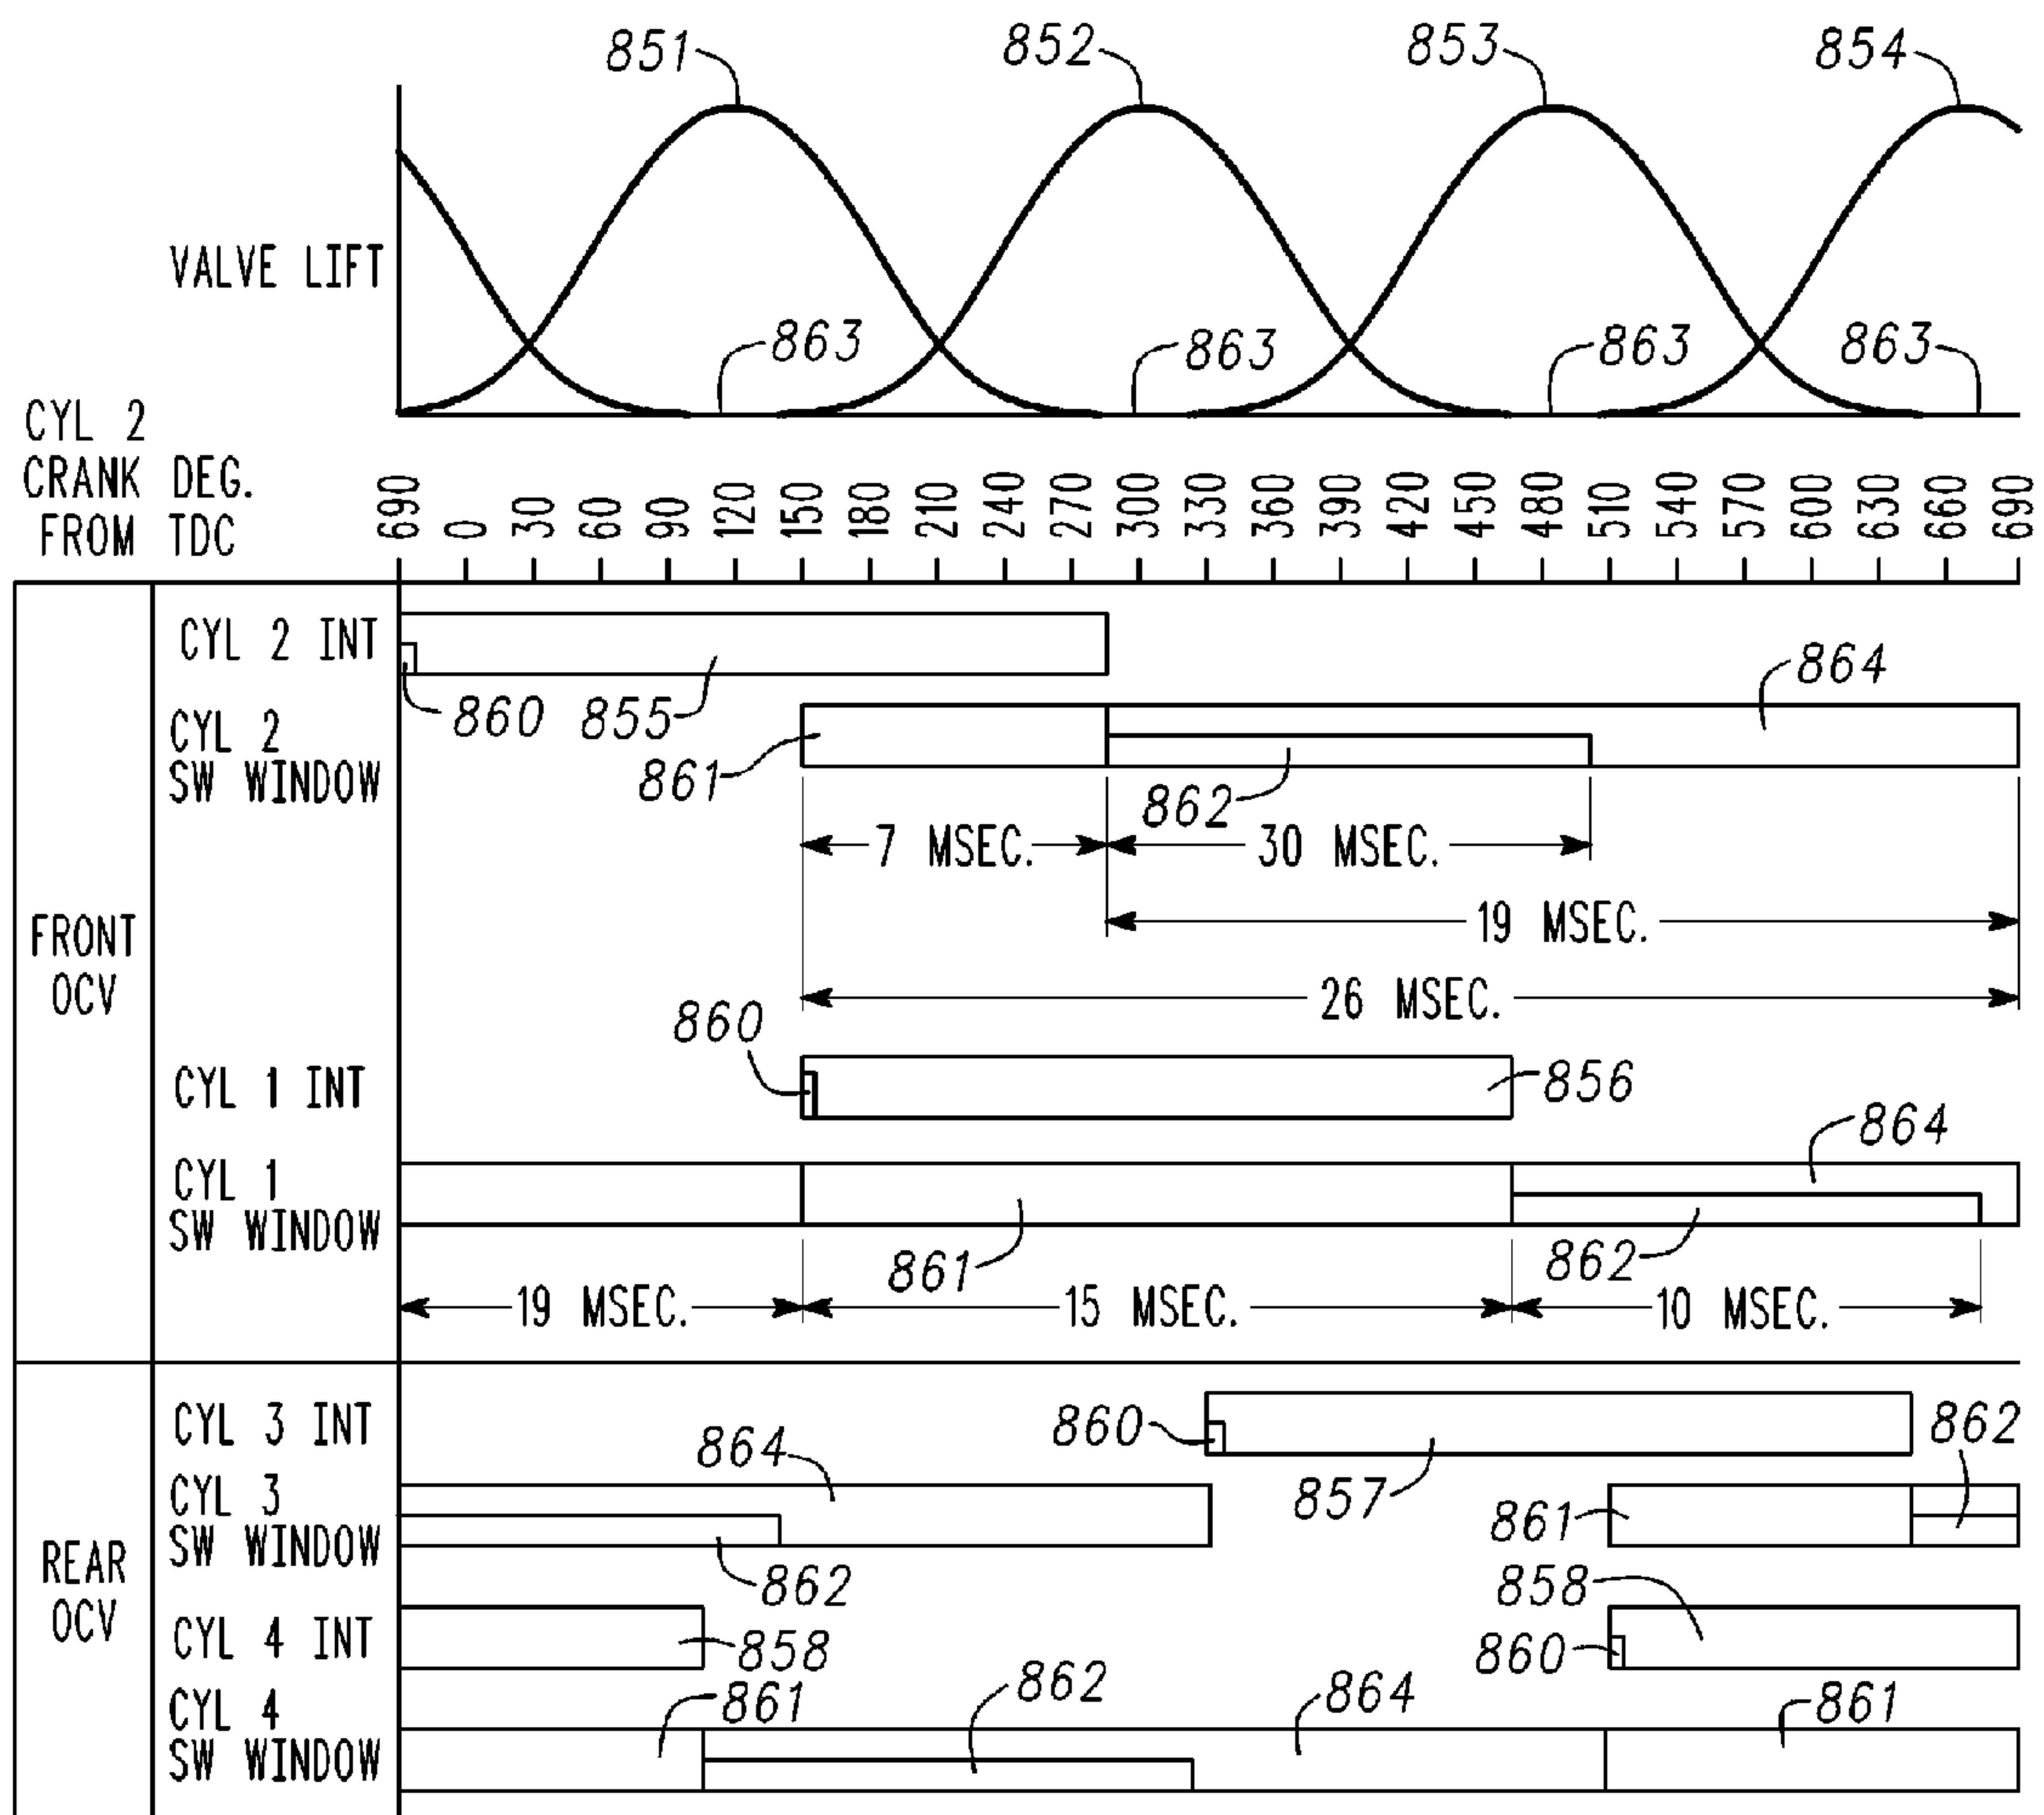 851
852
853
854
VALVE LIFT
863
863
863
863
CYL 2
CRANK DEG.
FROM TDC
690 0 30 60 90 120 150 180 210 240 270 300 330 360 390 420 450 480 510 540 570 600 630 660 690
FRONT
OCV
CYL 2 INT
860
855
864
CYL 2
SW WINDOW
861
862
7 MSEC.
30 MSEC.
19 MSEC.
26 MSEC.
860
CYL 1 INT
856
864
CYL 1
SW WINDOW
861
862
19 MSEC.
15 MSEC.
10 MSEC.
REAR
OCV
CYL 3 INT
860
857
862
864
CYL 3
SW WINDOW
862
861
CYL 4 INT
858
858
860
CYL 4
SW WINDOW
861
862
864
861